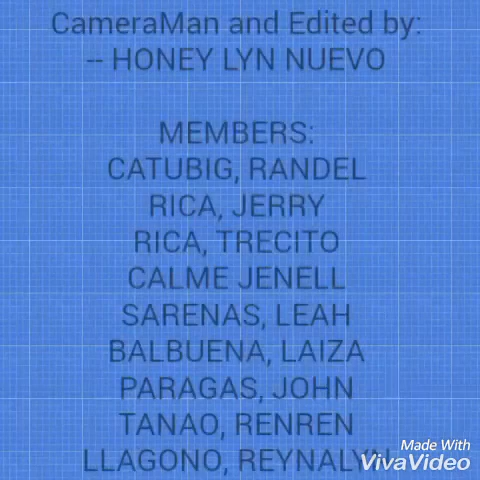 CameraMan and Edited by:
-- HONEY LYN NUEVO
MEMBERS:
CATUBIG, RANDEL
RICA, JERRY
RICA, TRECITO
CALME JENELL
SARENAS, LEAH
BALBUENA, LAIZA
PARAGAS, JOHN
TANAO, RENREN
LLAGONO,
Made With
VivaVideo